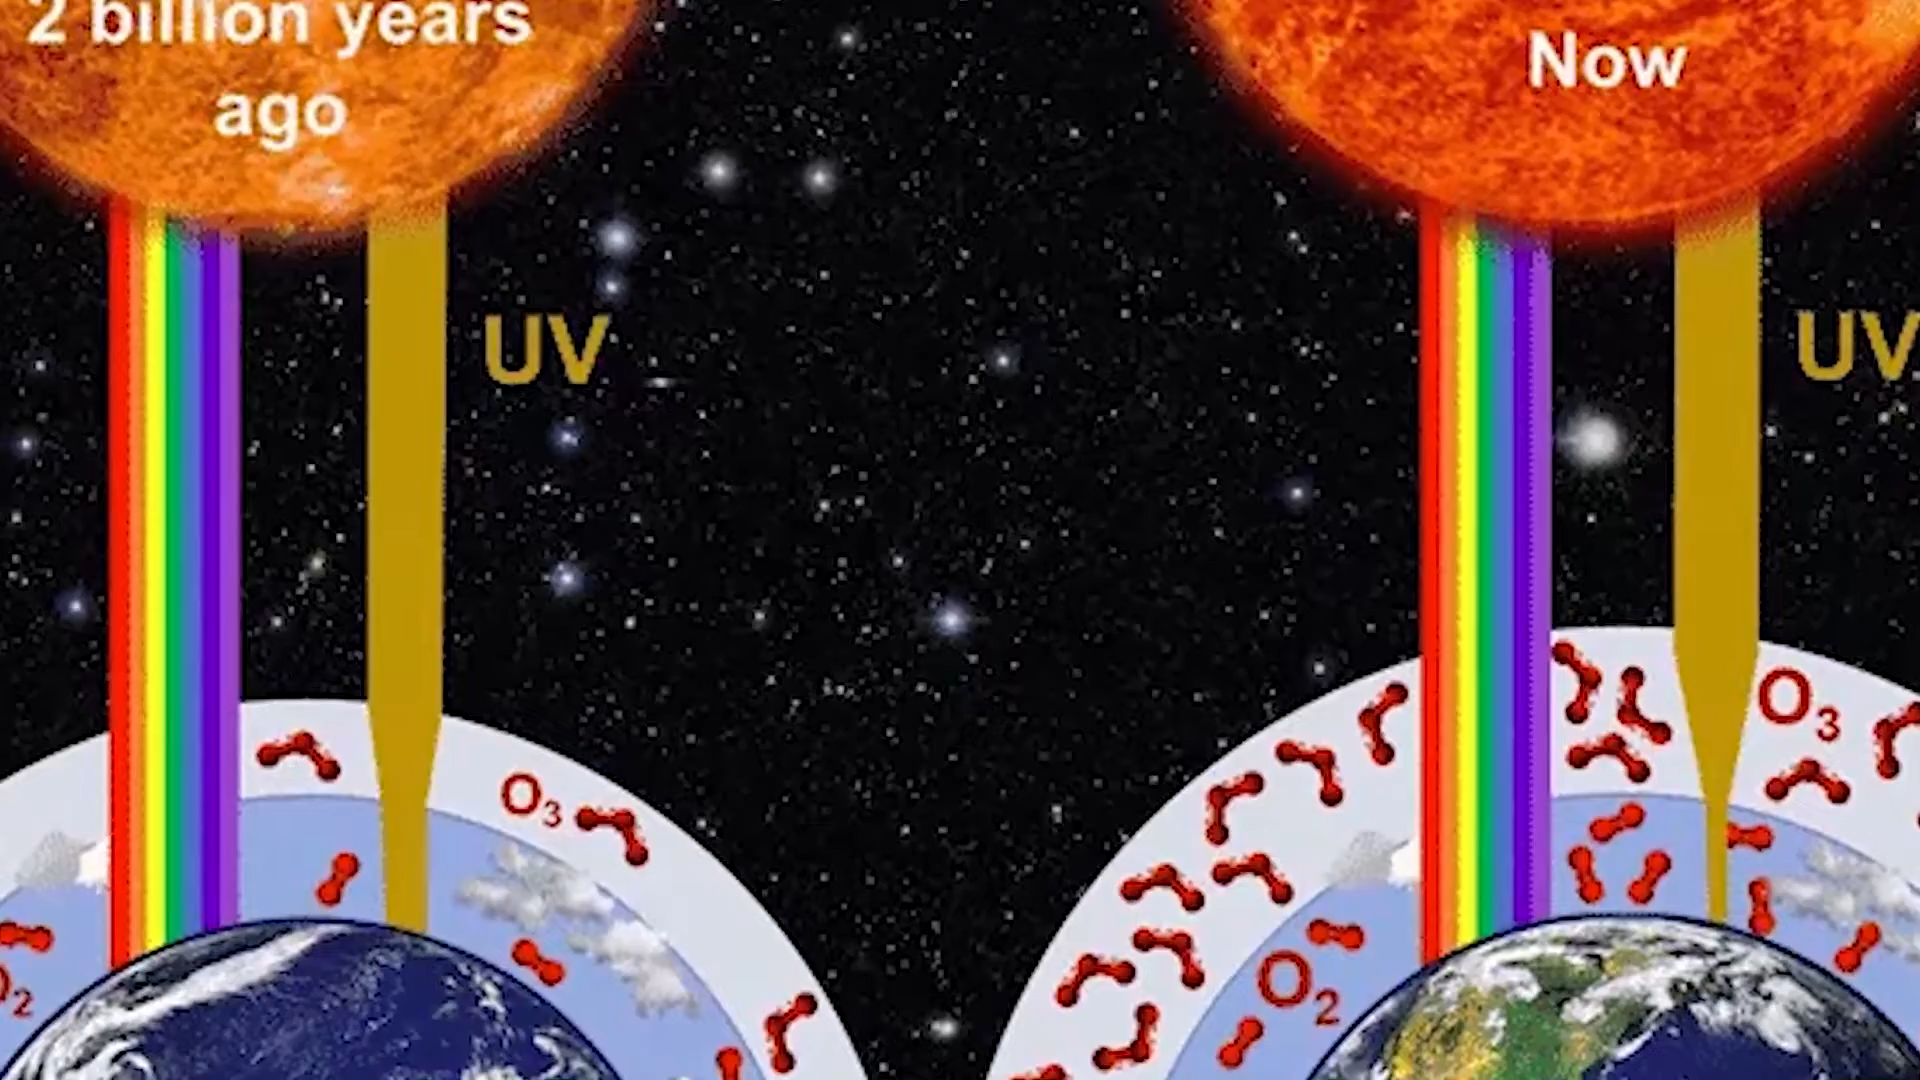 2 billion years
ago
Now
UV
UV
O₃
O₃
O₂
O₂